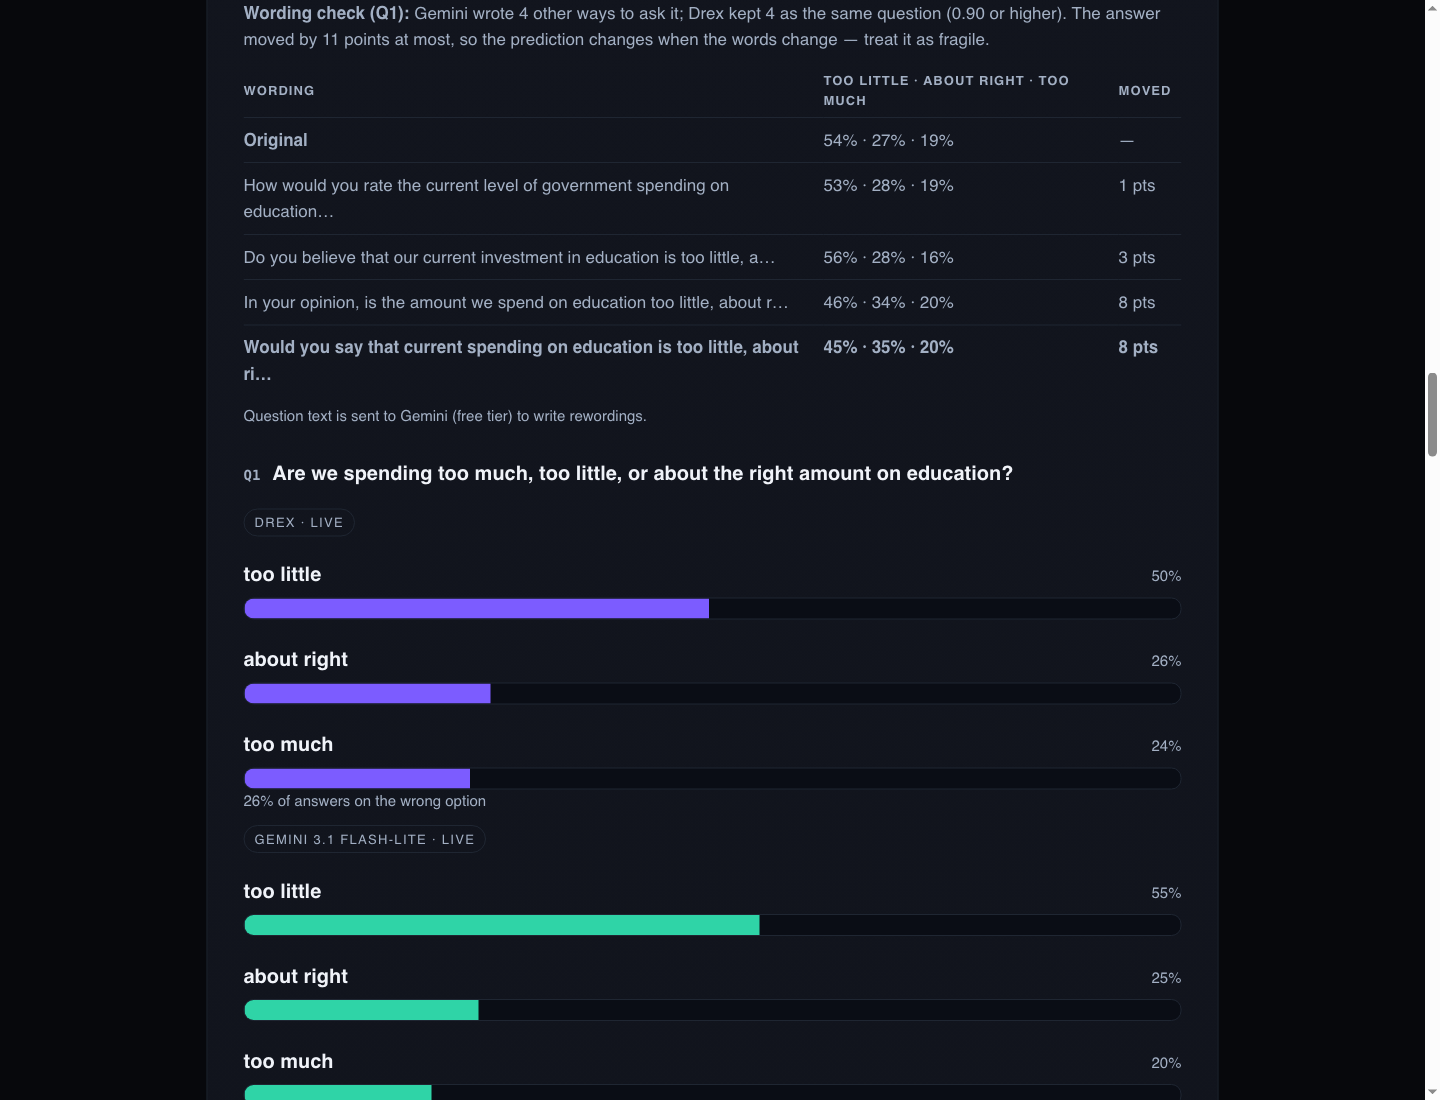 Wording check (Q1): Gemini wrote 4 other ways to ask it; Drex kept 4 as the same question (0.90 or higher). The answer
moved by 11 points at most, so the prediction changes when the words change — treat it as fragile.
WORDING
TOO LITTLE · ABOUT RIGHT · TOO
MUCH
MOVED
Original
54% · 27% · 19%
—
How would you rate the current level of government spending on
education…
53% · 28% · 19%
1 pts
Do you believe that our current investment in education is too little, a…
56% · 28% · 16%
3 pts
In your opinion, is the amount we spend on education too little, about r…
46% · 34% · 20%
8 pts
Would you say that current spending on education is too little, about
ri…
45% · 35% · 20%
8 pts
Question text is sent to Gemini (free tier) to write rewordings.
Q1 Are we spending too much, too little, or about the right amount on education?
DREX · LIVE
too little
50%
about right
26%
too much
24%
26% of answers on the wrong option
GEMINI 3.1 FLASH-LITE · LIVE
too little
55%
about right
25%
too much
20%